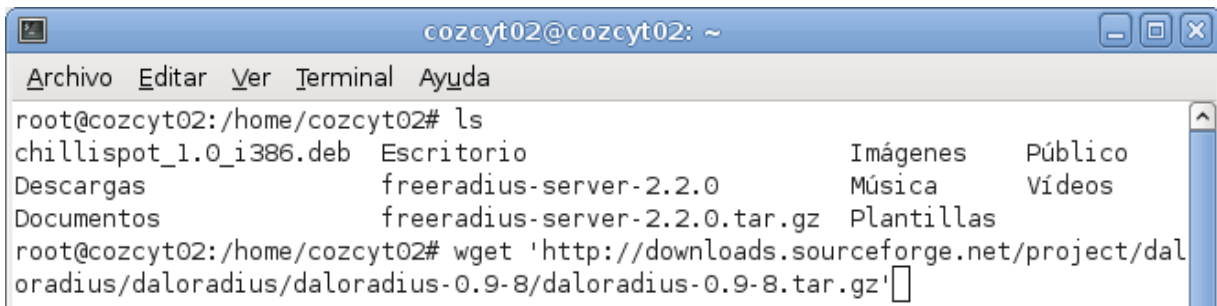 cozcyt02@cozcyt02: ~
Archivo Editar Ver Terminal Ayuda
root@cozcyt02:/home/cozcyt02# ls
chillispot_1.0_i386.deb Escritorio Imágenes Público
Descargas freeradius-server-2.2.0 Música Vídeos
Documentos freeradius-server-2.2.0.tar.gz Plantillas
root@cozcyt02:/home/cozcyt02# wget 'http://downloads.sourceforge.net/project/dal
oradius/daloradius/daloradius-0.9-8/daloradius-0.9-8.tar.gz'